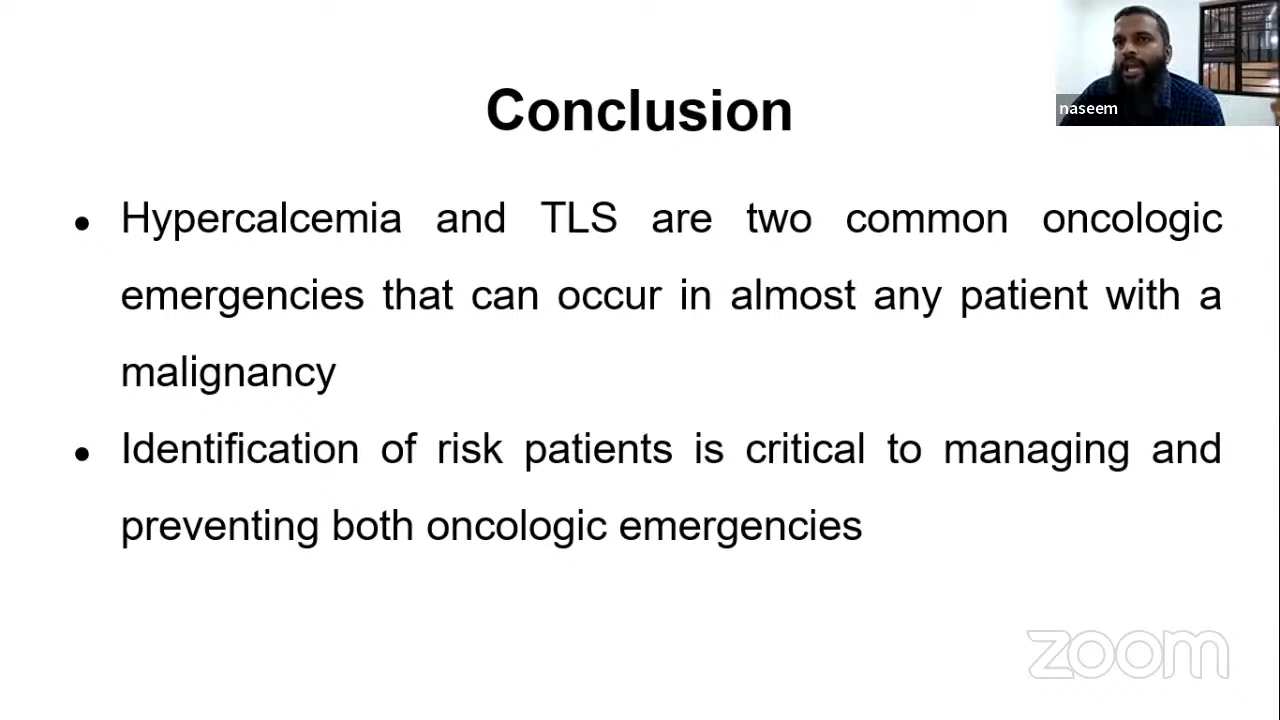 Conclusion
naseem
● Hypercalcemia and TLS are two common oncologic
emergencies that can occur in almost any patient with a
malignancy
● Identification of risk patients is critical to managing and
preventing both oncologic emergencies
zoom